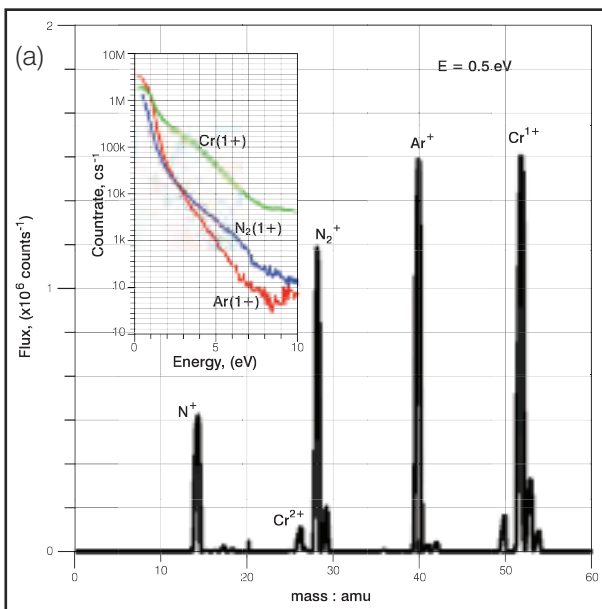 (a)
E = 0.5 eV
2
1
0
Flux, (x10⁶ counts⁻¹)
0
10
20
30
40
50
60
mass : amu
N⁺
Cr²⁺
N₂⁺
Ar⁺
Cr¹⁺
10M
1M
100k
10k
1k
10
10
Countrate, cs⁻¹
0
5
10
Energy, (eV)
Cr(1+)
N₂(1+)
Ar(1+)